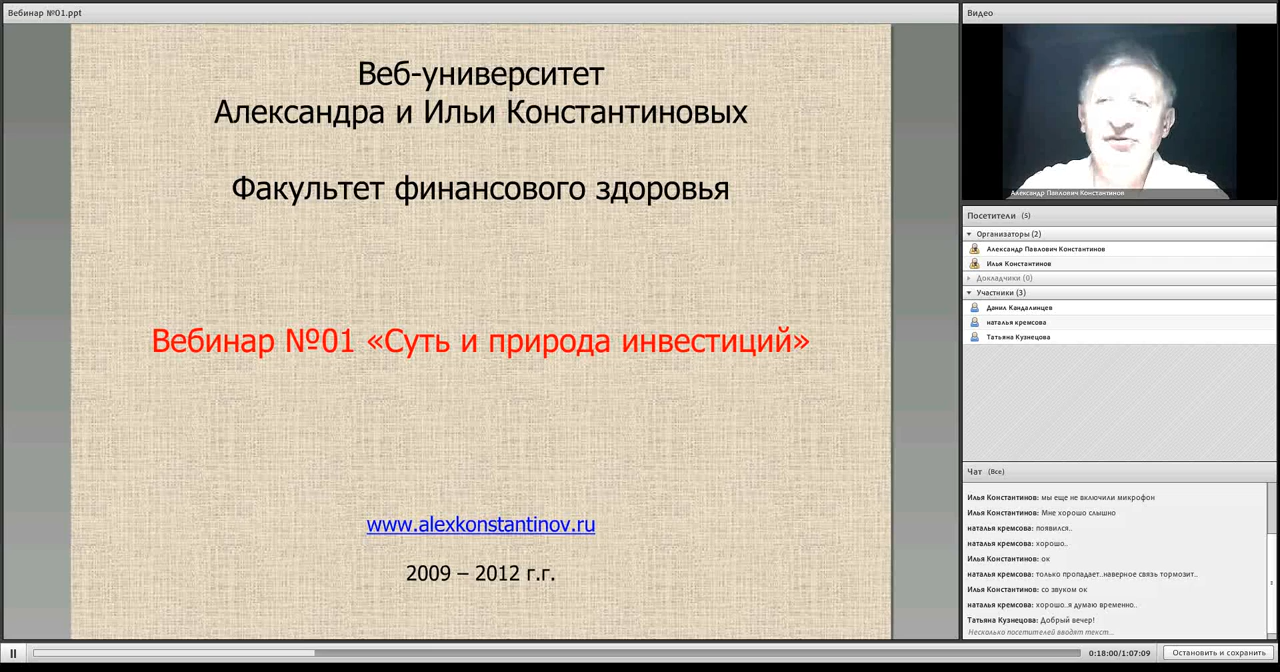 Вебинар №01.ppt
Веб-университет
Александра и Ильи Константиновых
Факультет финансового здоровья
Вебинар №01 «Суть и природа инвестиций»
www.alexkonstantinov.ru
2009 – 2012 г.г.
Видео
Александр Павлович Константинов
Посетители (5)
Организаторы (2)
Александр Павлович Константинов
Илья Константинов
Докладчики (0)
Участники (3)
Данил Кандалинцев
наталья кремсова
Татьяна Кузнецова
Чат (Все)
Илья Константинов: мы еще не включили микрофон
Илья Константинов: Мне хорошо слышно
наталья кремсова: появился..
наталья кремсова: хорошо..
Илья Константинов: ок
наталья кремсова: только пропадает..наверное связь тормозит..
Илья Константинов: со звуком ок
наталья кремсова: хорошо..я думаю временно..
Татьяна Кузнецова: Добрый вечер!
Несколько посетителей вводят текст...
0:18:00/1:07:09
Остановить и сохранить